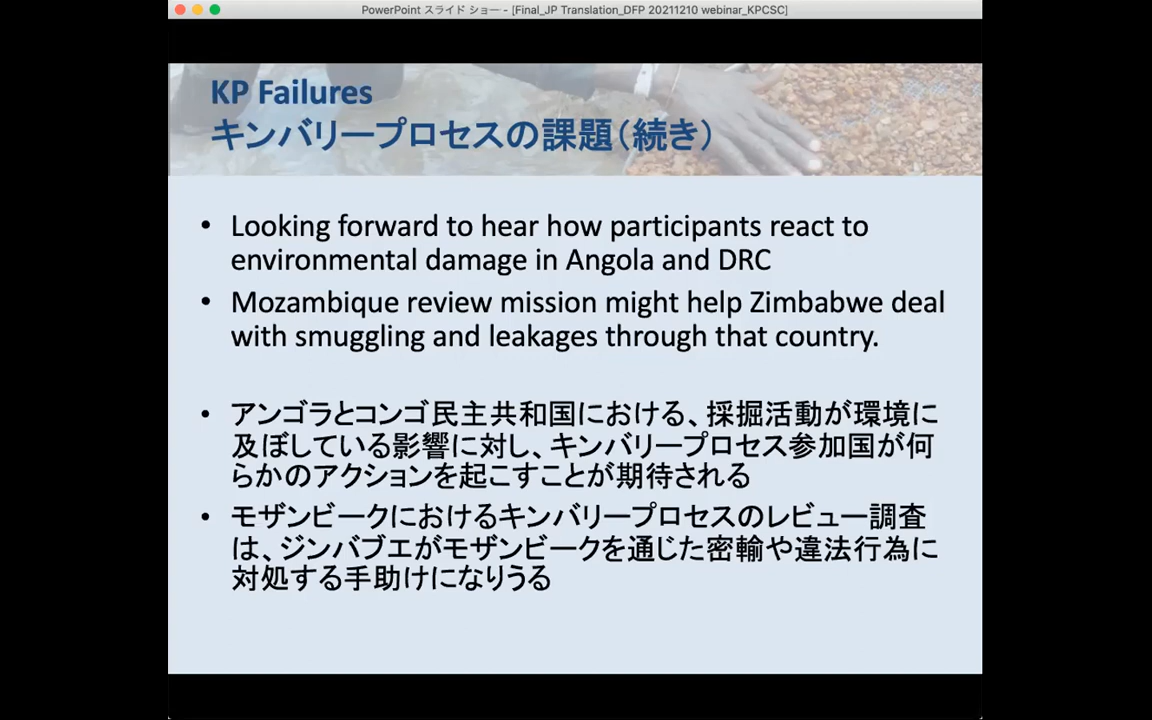 PowerPoint スライド ショー - [Final_JP Translation_DFP 20211210 webinar_KPCSC]
KP Failures
キンバリープロセスの課題（続き）
• Looking forward to hear how participants react to
environmental damage in Angola and DRC
• Mozambique review mission might help Zimbabwe deal
with smuggling and leakages through that country.
• アンゴラとコンゴ民主共和国における、採掘活動が環境に
及ぼしている影響に対し、キンバリープロセス参加国が何
らかのアクションを起こすことが期待される
• モザンビークにおけるキンバリープロセスのレビュー調査
は、ジンバブエがモザンビークを通じた密輸や違法行為に
対処する手助けになりうる